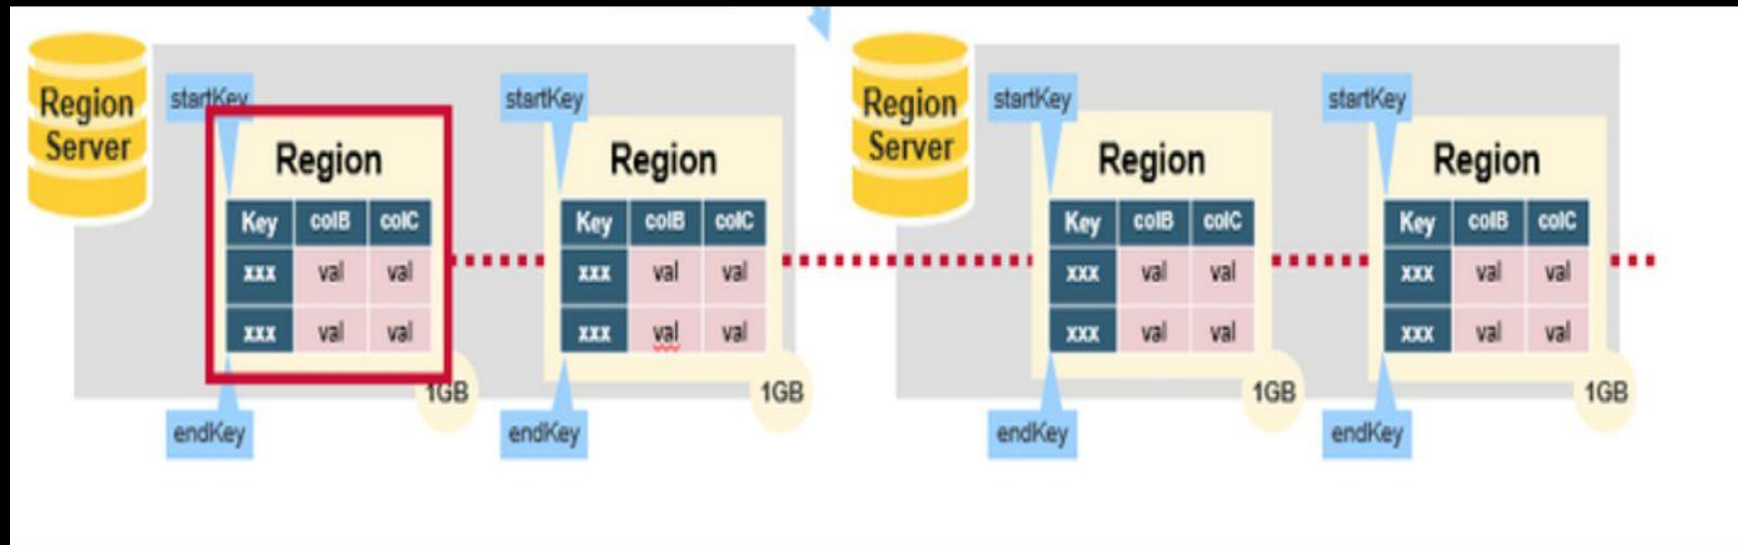 Region
Server
startKey
Region
Key colB colC
xxx val val
xxx val val
1GB
endKey
startKey
Region
Key colB colC
xxx val val
xxx val val
1GB
endKey
Region
Server
startKey
Region
Key colB colC
xxx val val
xxx val val
1GB
endKey
startKey
Region
Key colB colC
xxx val val
xxx val val
1GB
endKey